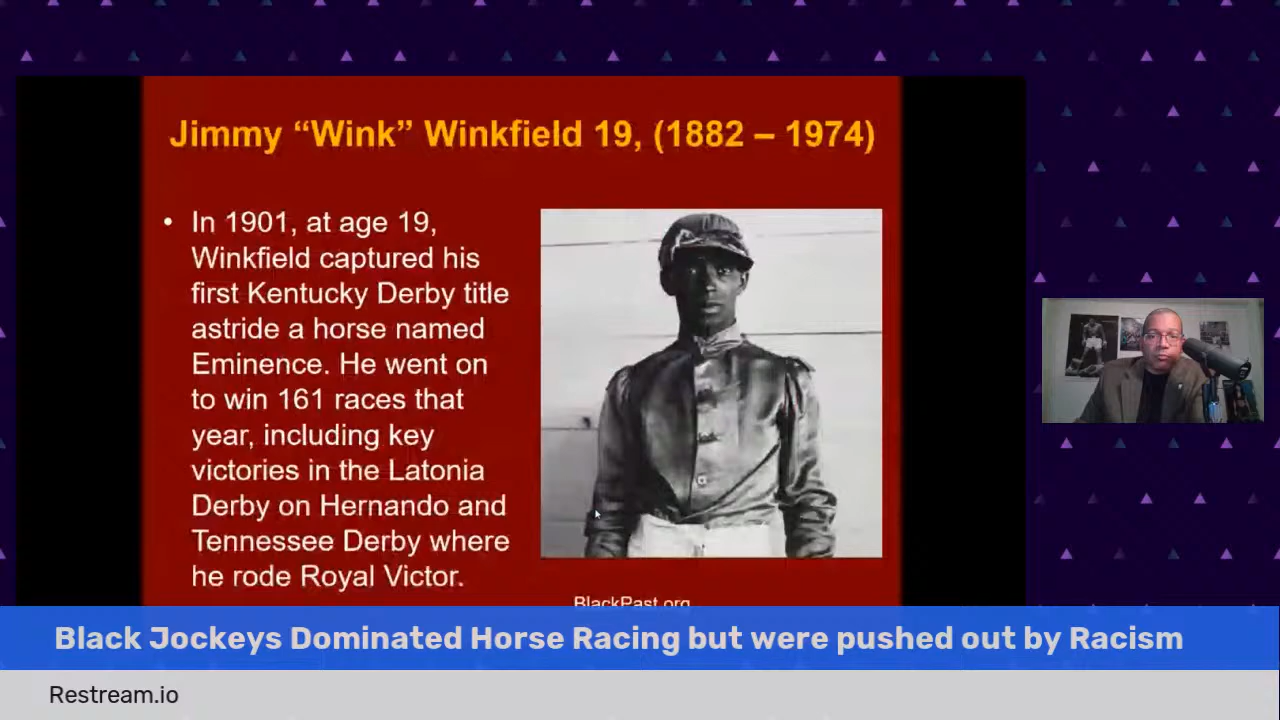 Jimmy “Wink” Winkfield 19, (1882 – 1974)
• In 1901, at age 19,
Winkfield captured his
first Kentucky Derby title
astride a horse named
Eminence. He went on
to win 161 races that
year, including key
victories in the Latonia
Derby on Hernando and
Tennessee Derby where
he rode Royal Victor.
BlackPast.org
Black Jockeys Dominated Horse Racing but were pushed out by Racism
Restream.io